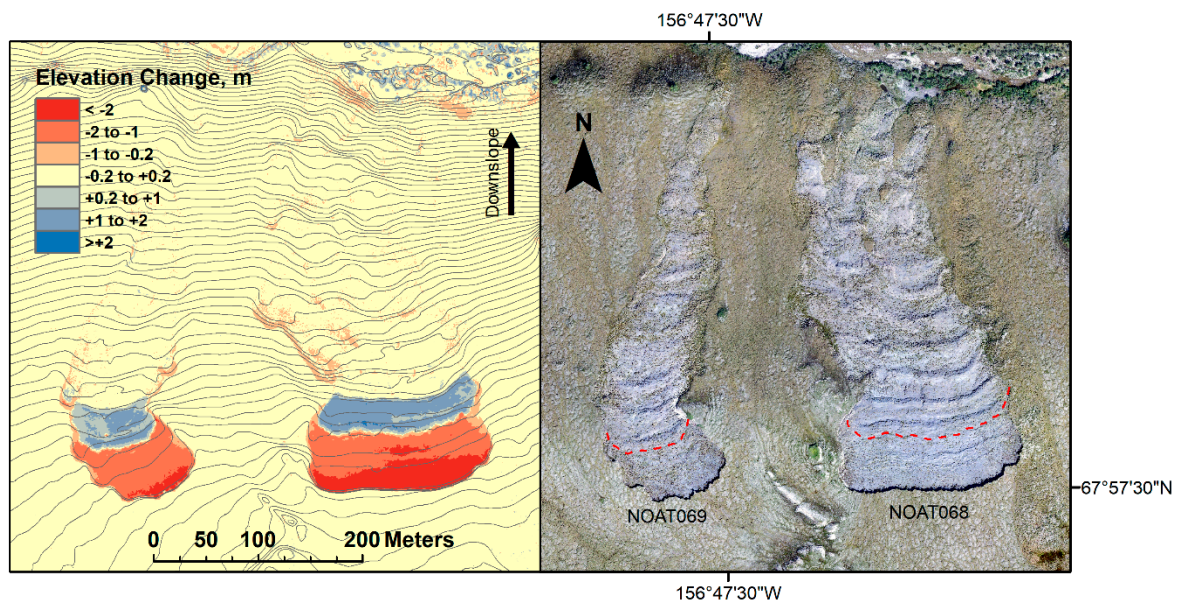 156°47'30"W
Elevation Change, m
< -2
-2 to -1
-1 to -0.2
-0.2 to +0.2
+0.2 to +1
+1 to +2
>+2
Downslope
N
67°57'30"N
NOAT069
NOAT068
0 50 100 200 Meters
156°47'30"W